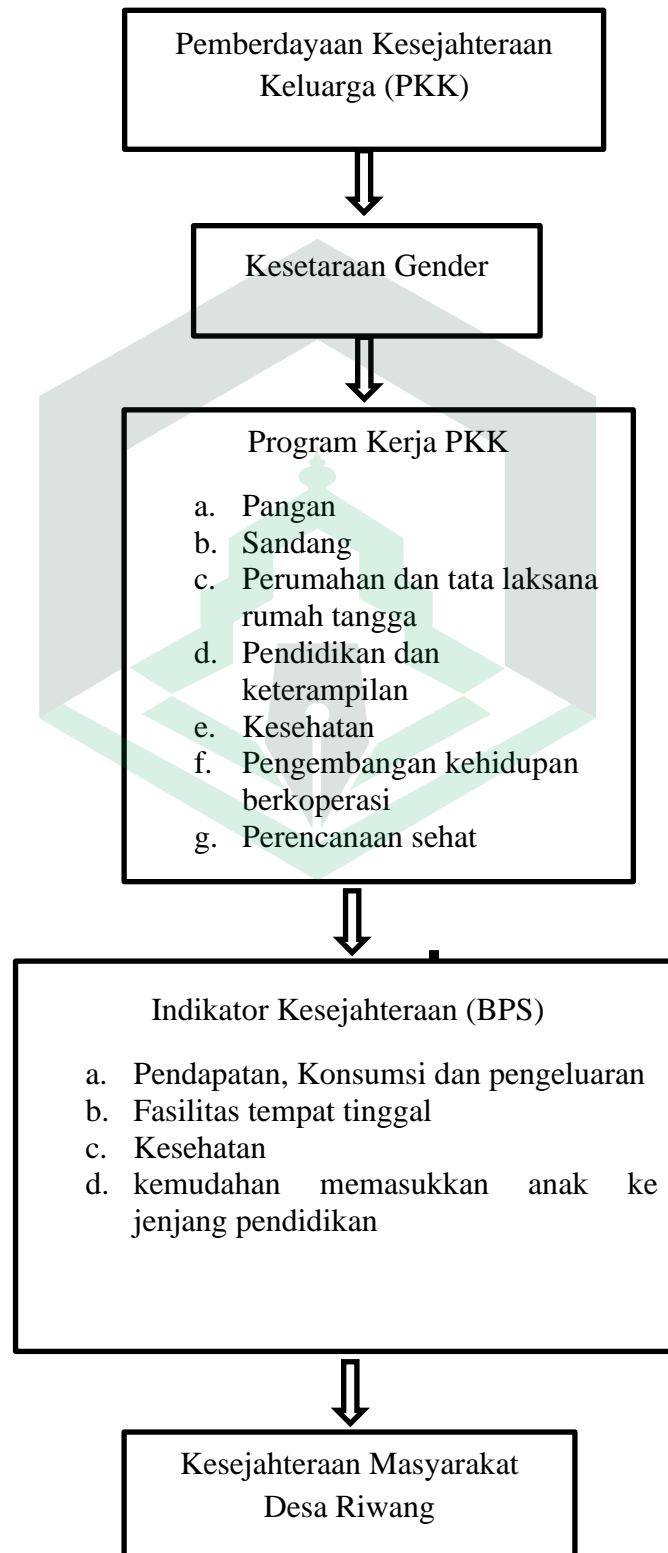 Pemberdayaan Kesejahteraan
Keluarga (PKK)
Kesetaraan Gender
Program Kerja PKK
a. Pangan
b. Sandang
c. Perumahan dan tata laksana
rumah tangga
d. Pendidikan dan
keterampilan
e. Kesehatan
f. Pengembangan kehidupan
berkoperasi
g. Perencanaan sehat
Indikator Kesejahteraan (BPS)
a. Pendapatan, Konsumsi dan pengeluaran
b. Fasilitas tempat tinggal
c. Kesehatan
d. kemudahan memasukkan anak ke
jenjang pendidikan
Kesejahteraan Masyarakat
Desa Riwang